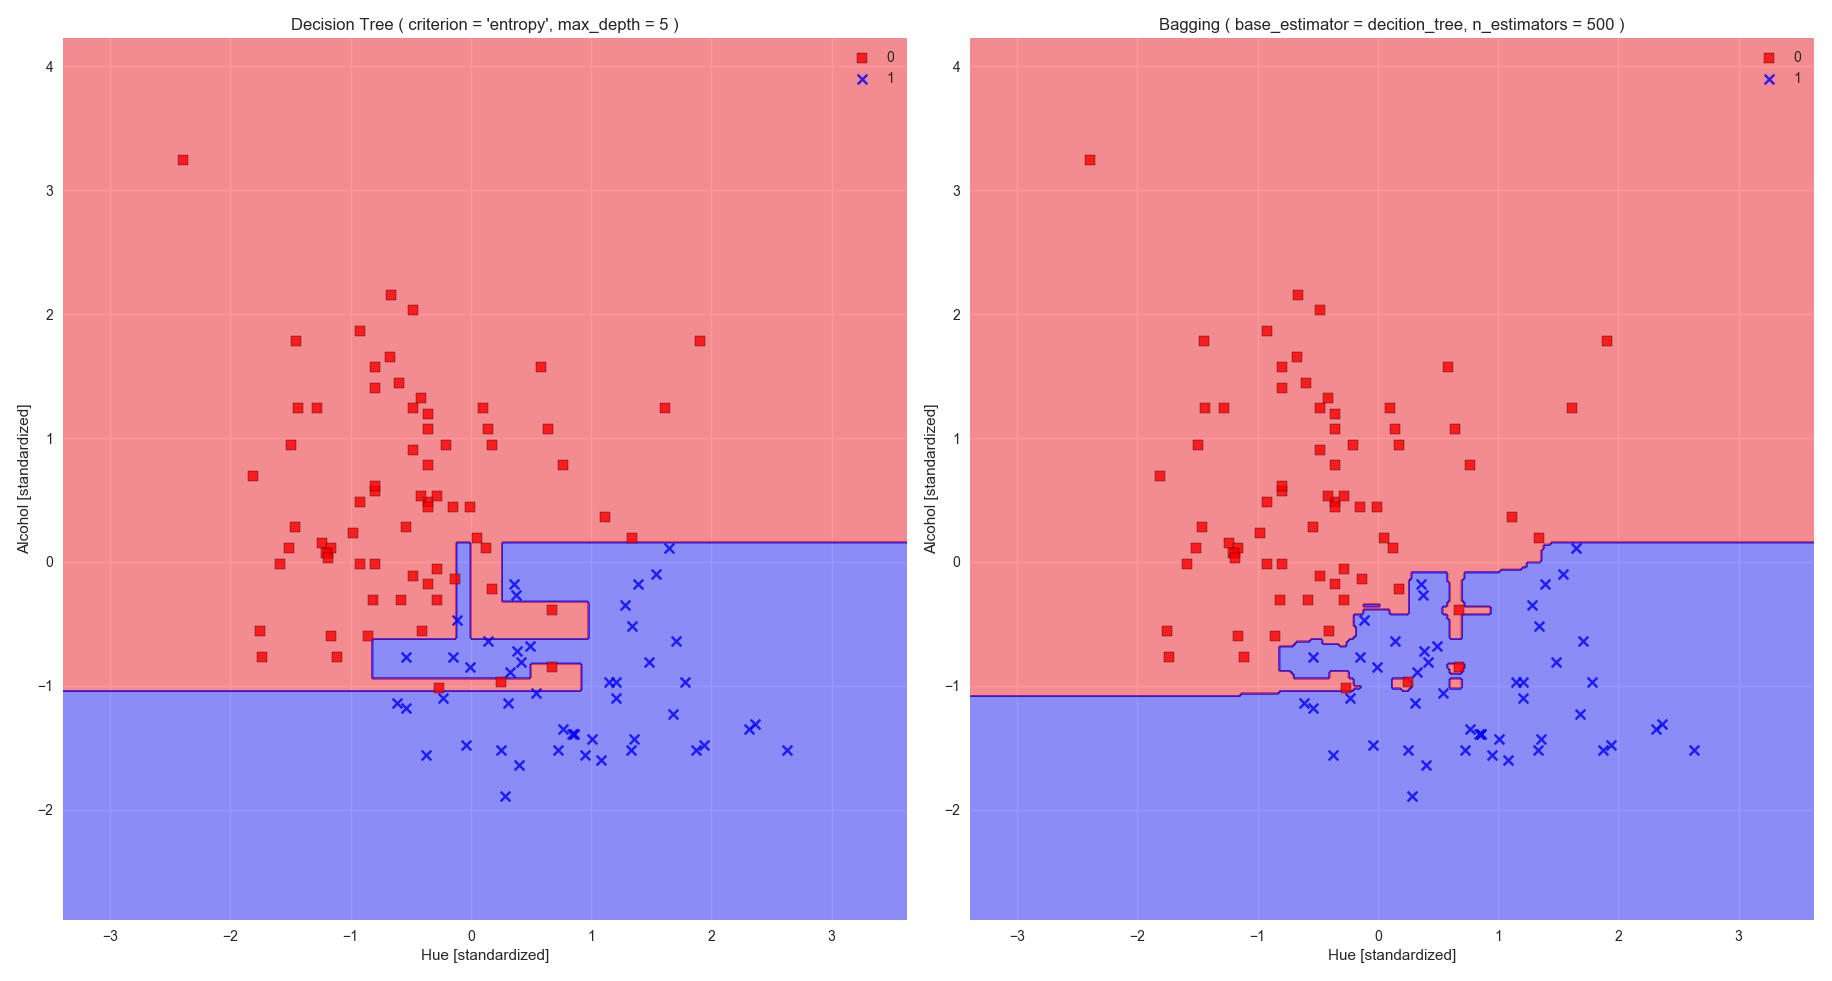 Decision Tree ( criterion = 'entropy', max_depth = 5 )
0
1
4
3
2
1
0
−1
−2
Alcohol [standardized]
−3 −2 −1 0 1 2 3
Hue [standardized]
Bagging ( base_estimator = decition_tree, n_estimators = 500 )
0
1
4
3
2
1
0
−1
−2
Alcohol [standardized]
−3 −2 −1 0 1 2 3
Hue [standardized]